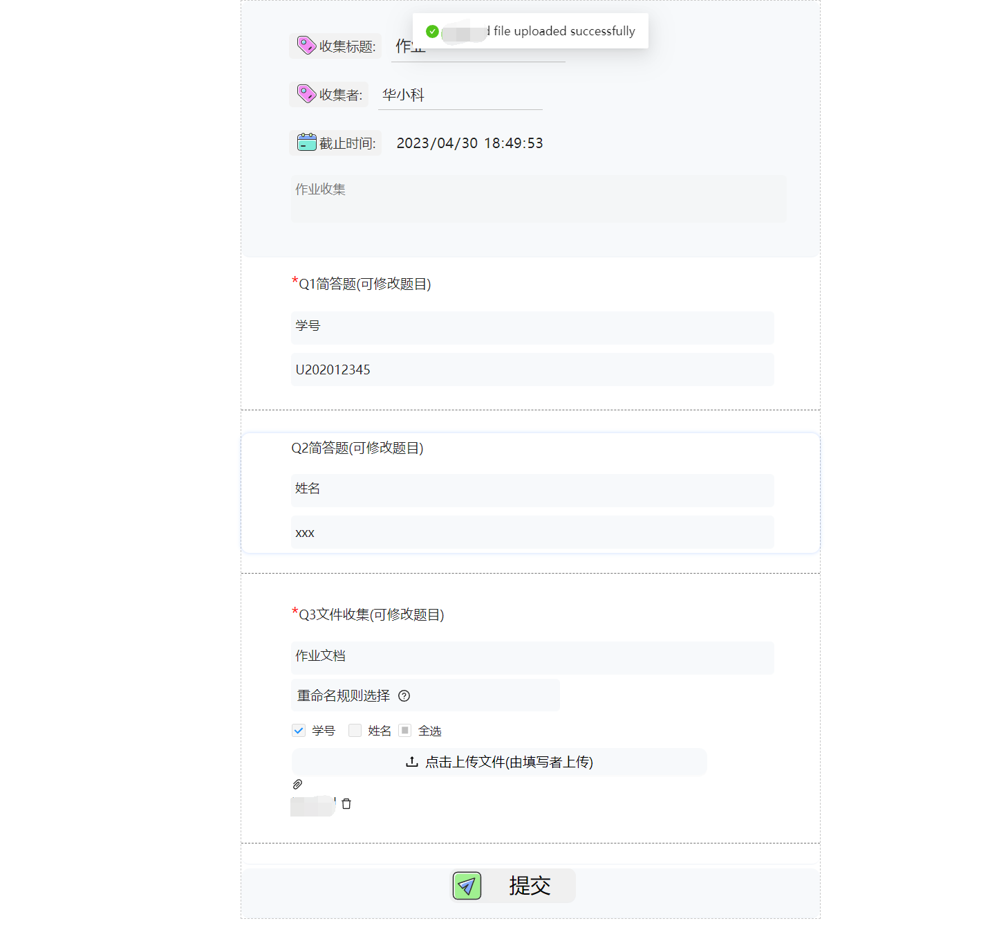 file uploaded successfully
收集标题: 作业
收集者: 华小科
截止时间: 2023/04/30 18:49:53
作业收集
*Q1简答题(可修改题目)
学号
U202012345
Q2简答题(可修改题目)
姓名
xxx
*Q3文件收集(可修改题目)
作业文档
重命名规则选择
学号 姓名 全选
点击上传文件(由填写者上传)
提交